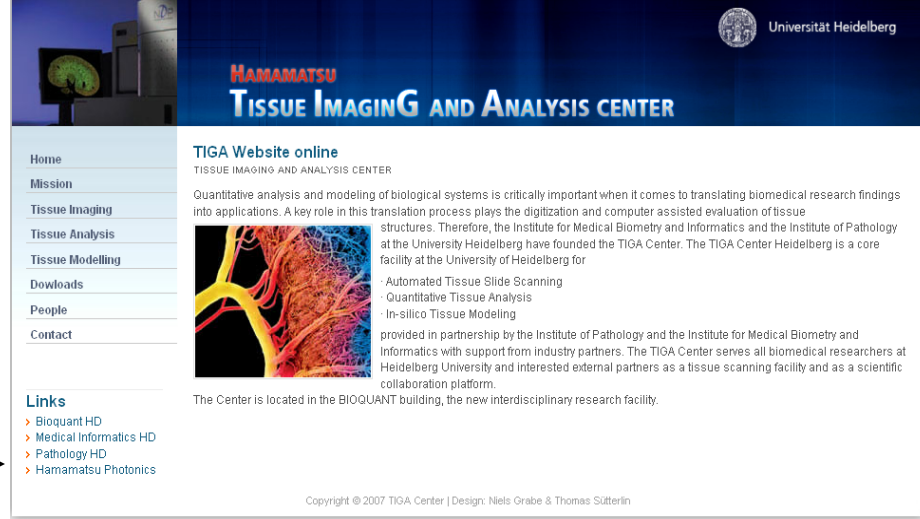 Universität Heidelberg
HAMAMATSU
TISSUE IMAGING AND ANALYSIS CENTER
Home
Mission
Tissue Imaging
Tissue Analysis
Tissue Modelling
Dowloads
People
Contact
Links
Bioquant HD
Medical Informatics HD
Pathology HD
Hamamatsu Photonics
TIGA Website online
TISSUE IMAGING AND ANALYSIS CENTER
Quantitative analysis and modeling of biological systems is critically important when it comes to translating biomedical research findings
into applications. A key role in this translation process plays the digitization and computer assisted evaluation of tissue
structures. Therefore, the Institute for Medical Biometry and Informatics and the Institute of Pathology
at the University Heidelberg have founded the TIGA Center. The TIGA Center Heidelberg is a core
facility at the University of Heidelberg for
· Automated Tissue Slide Scanning
· Quantitative Tissue Analysis
· In-silico Tissue Modeling
provided in partnership by the Institute of Pathology and the Institute for Medical Biometry and
Informatics with support from industry partners. The TIGA Center serves all biomedical researchers at
Heidelberg University and interested external partners as a tissue scanning facility and as a scientific
collaboration platform.
The Center is located in the BIOQUANT building, the new interdisciplinary research facility.
Copyright © 2007 TIGA Center | Design: Niels Grabe & Thomas Sütterlin